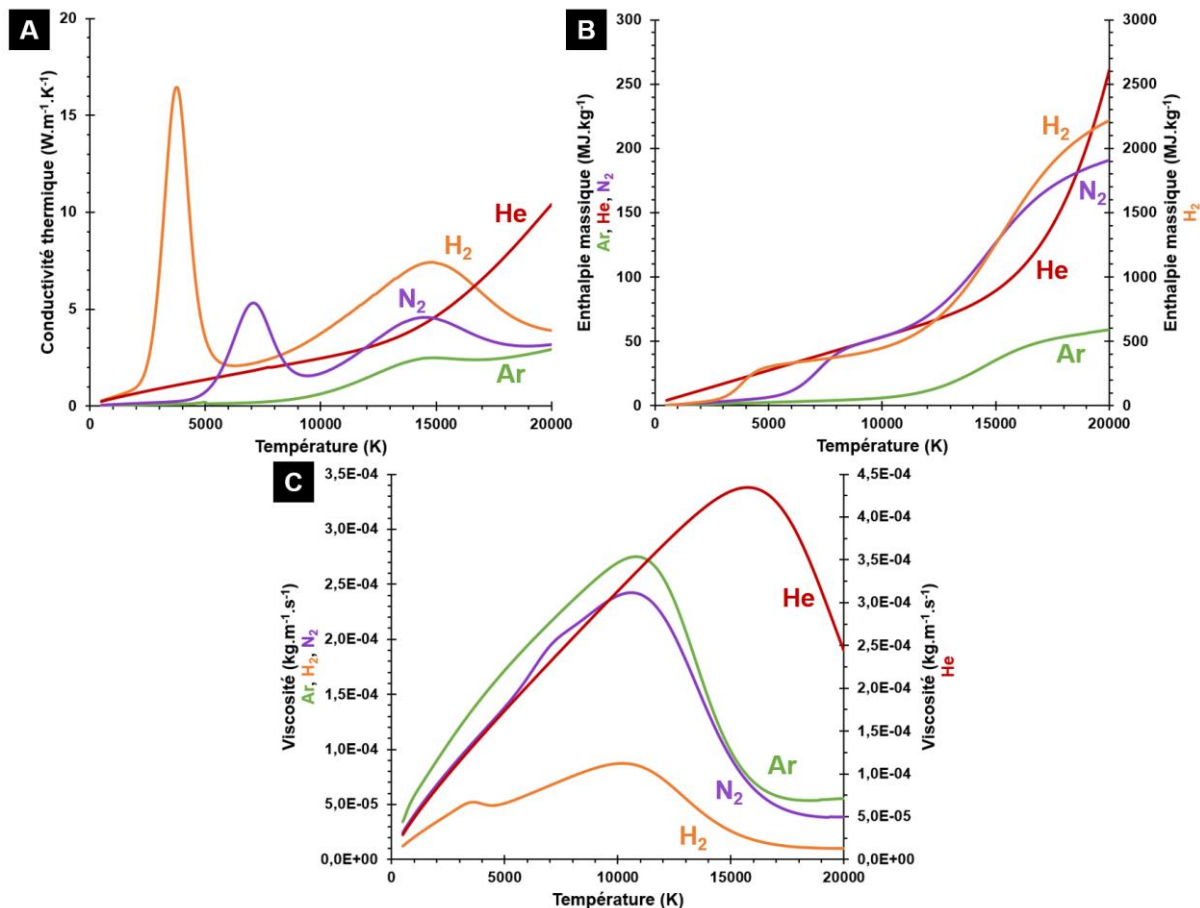 A
Conductivité thermique (W.m⁻¹.K⁻¹)
20
15
10
5
0
0
5000
10000
15000
20000
Température (K)
He
H₂
N₂
Ar
B
Enthalpie massique (MJ.kg⁻¹)
Ar, He, N₂
300
250
200
150
100
50
0
0
5000
10000
15000
20000
Température (K)
H₂
N₂
He
Ar
3000
2500
2000
1500
1000
500
0
Enthalpie massique (MJ.kg⁻¹)
H₂
C
Viscosité (kg.m⁻¹.s⁻¹)
Ar, H₂, N₂
3,5E-04
3,0E-04
2,5E-04
2,0E-04
1,5E-04
1,0E-04
5,0E-05
0,0E+00
0
5000
10000
15000
20000
Température (K)
He
Ar
N₂
H₂
4,5E-04
4,0E-04
3,5E-04
3,0E-04
2,5E-04
2,0E-04
1,5E-04
1,0E-04
5,0E-05
0,0E+00
Viscosité (kg.m⁻¹.s⁻¹)
He